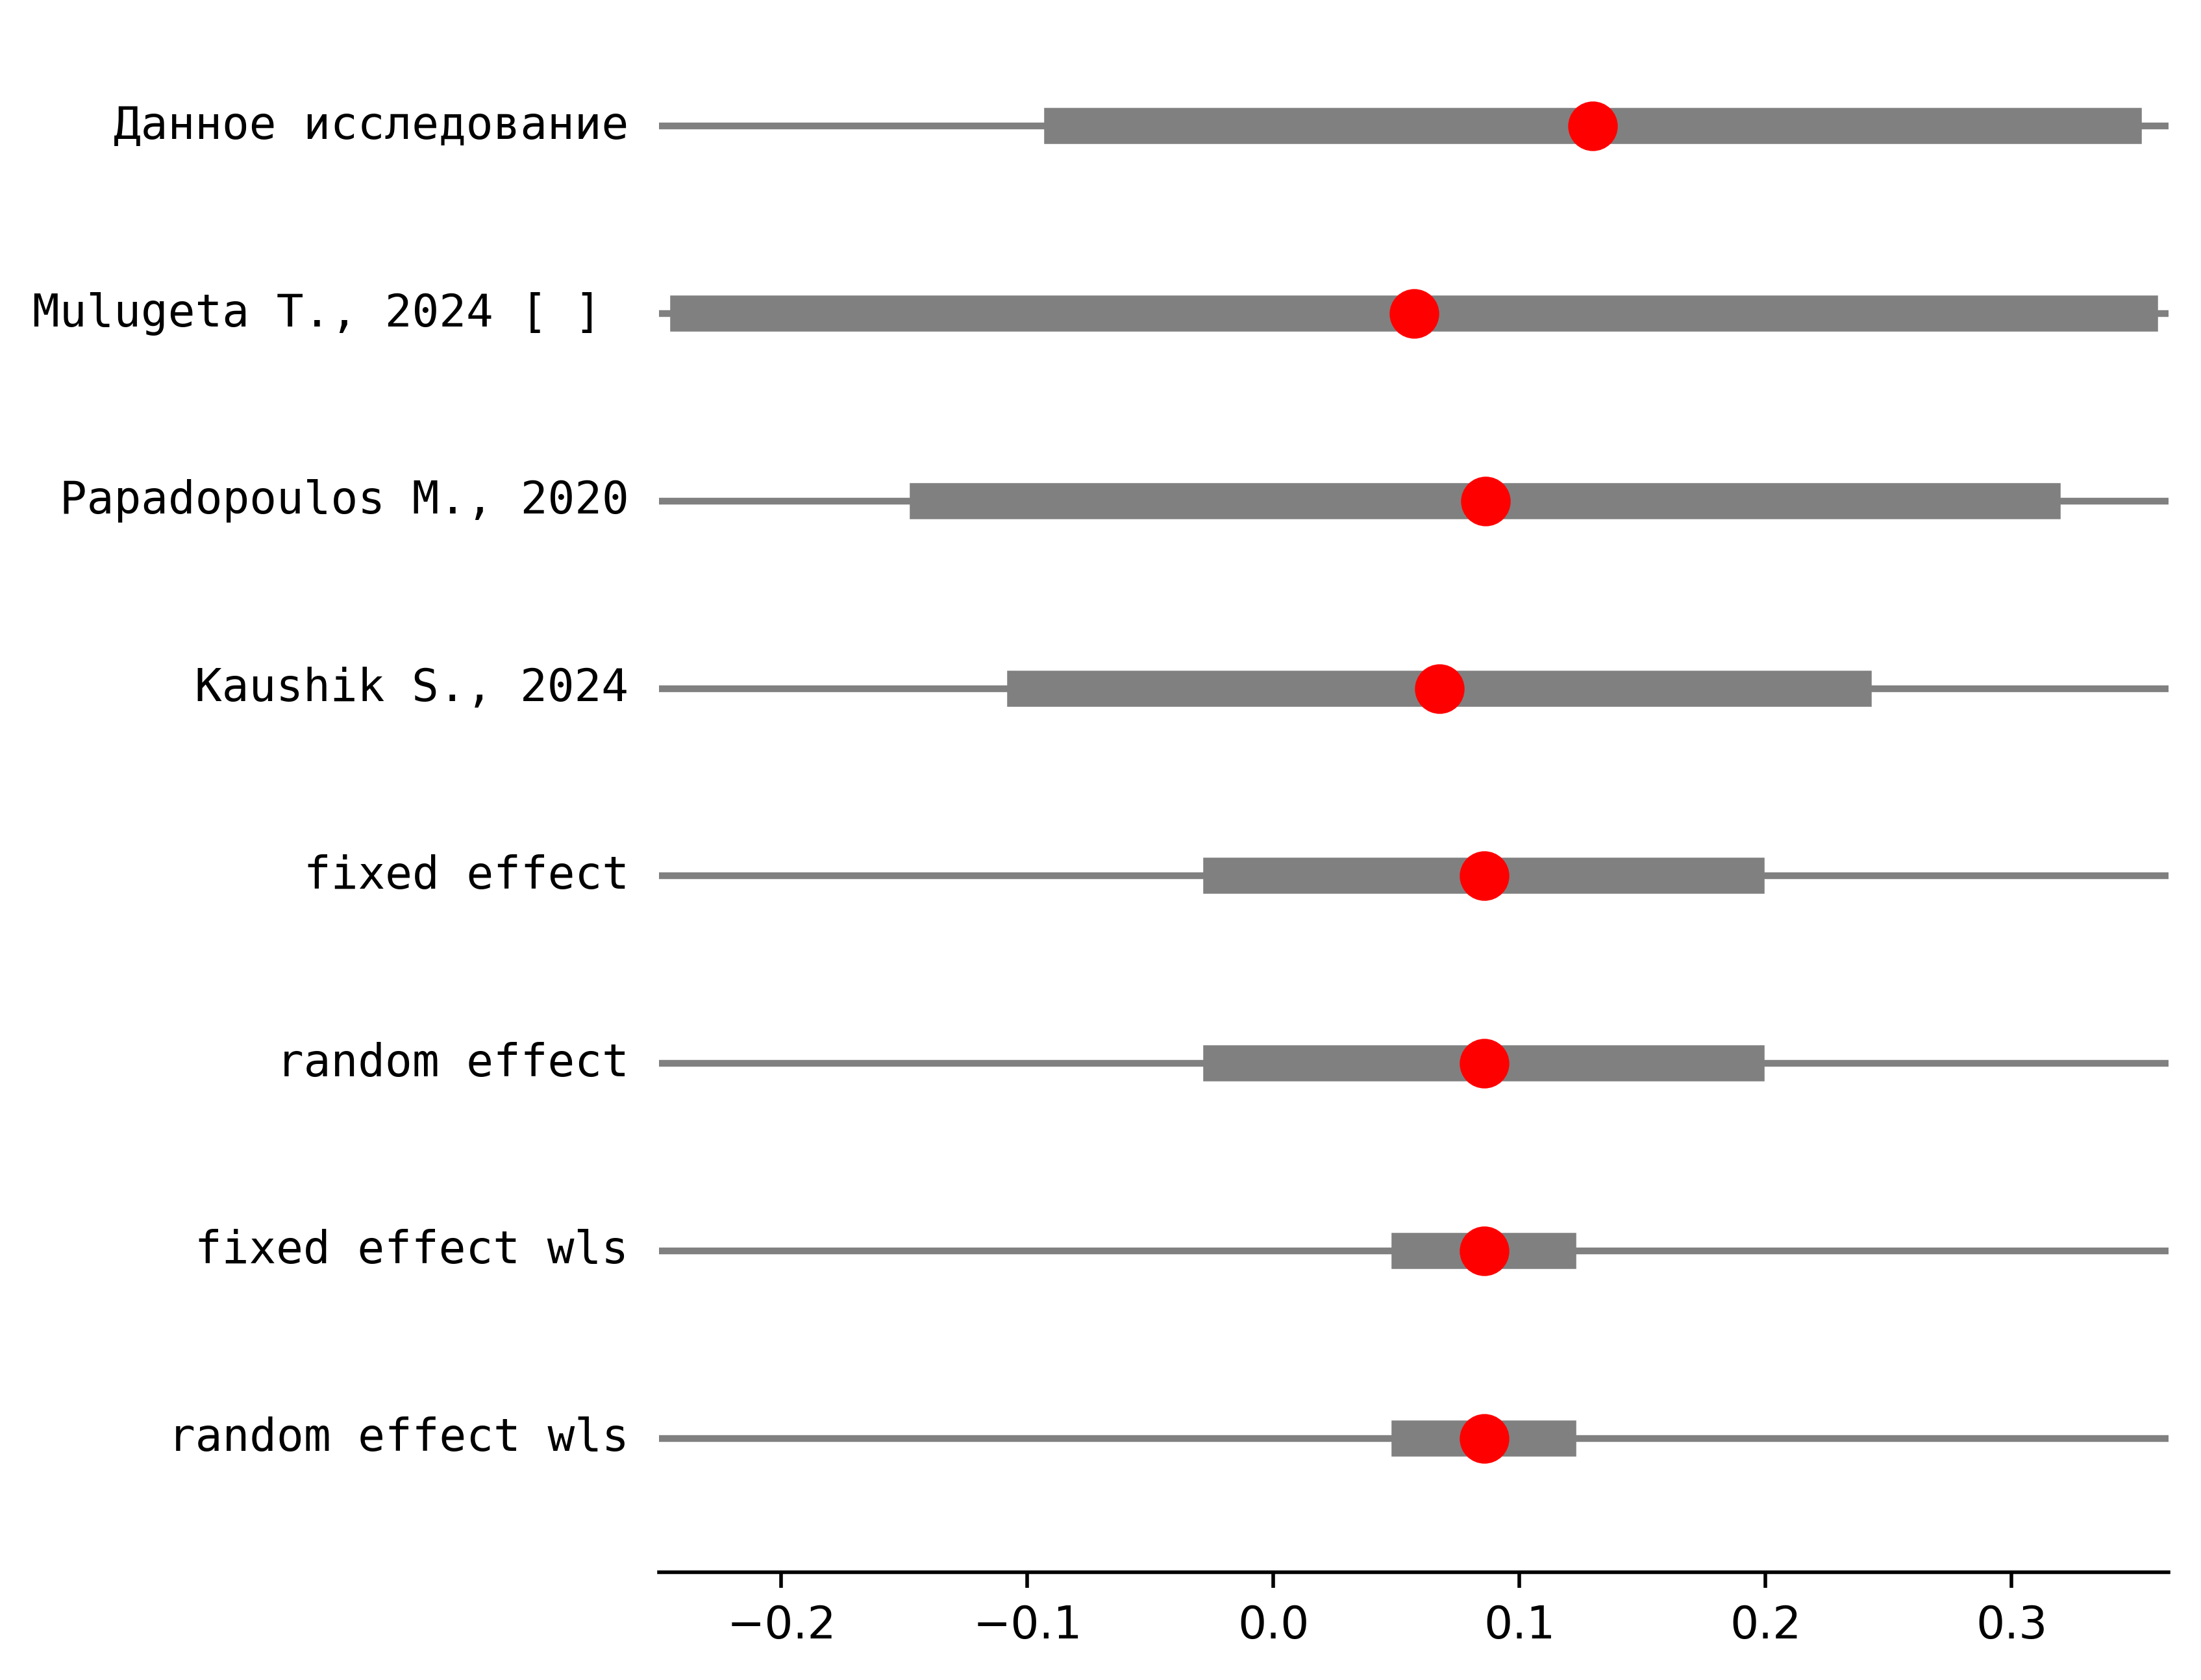 Данное исследование
Mulugeta T., 2024 [ ]
Papadopoulos M., 2020
Kaushik S., 2024
fixed effect
random effect
fixed effect wls
random effect wls
−0.2 −0.1 0.0 0.1 0.2 0.3